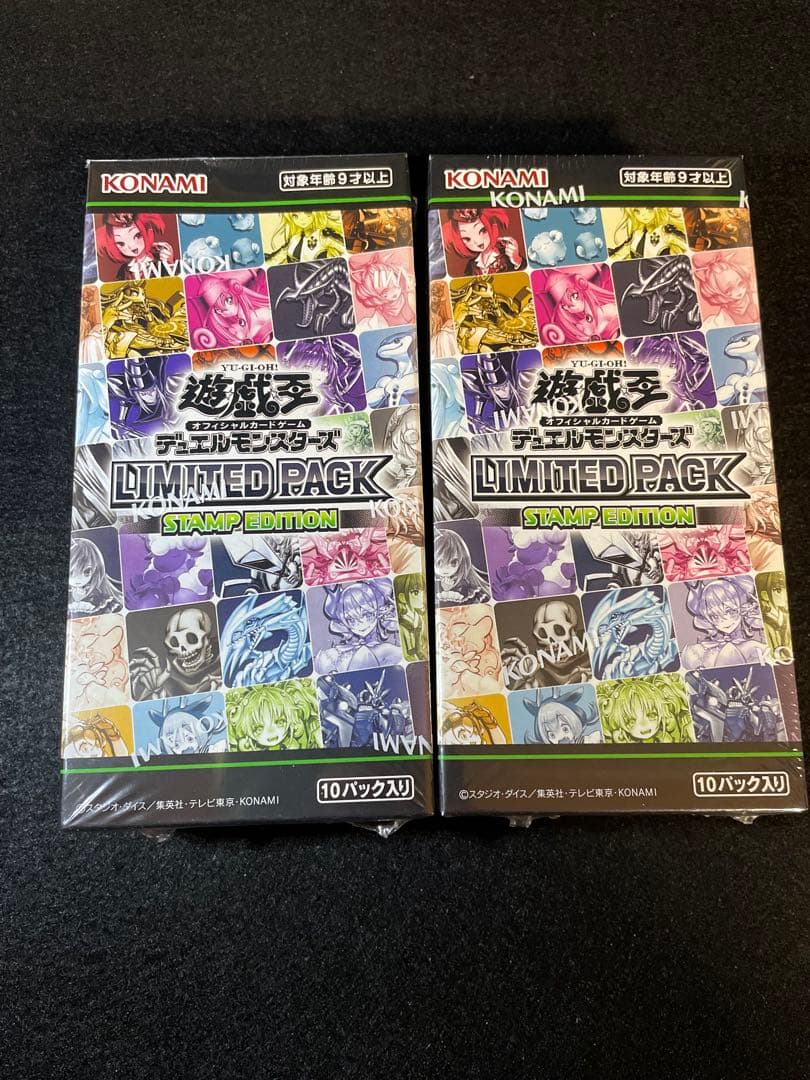 KONAMI
対象年齢9才以上
KONAMI
YU-GI-OH!
遊戯王
オフィシャルカードゲーム
デュエルモンスターズ
LIMITED PACK
KONAMI
STAMP EDITION
KONAMI
KONAMI
©スタジオ・ダイス/集英社・テレビ東京・KONAMI
10パック入り
KONAMI
対象年齢9才以上
KONAMI
YU-GI-OH!
遊戯王
KONAMI
オフィシャルカードゲーム
デュエルモンスターズ
LIMITED PACK
STAMP EDITION
KONAMI
©スタジオ・ダイス/集英社・テレビ東京・KONAMI
10パック入り